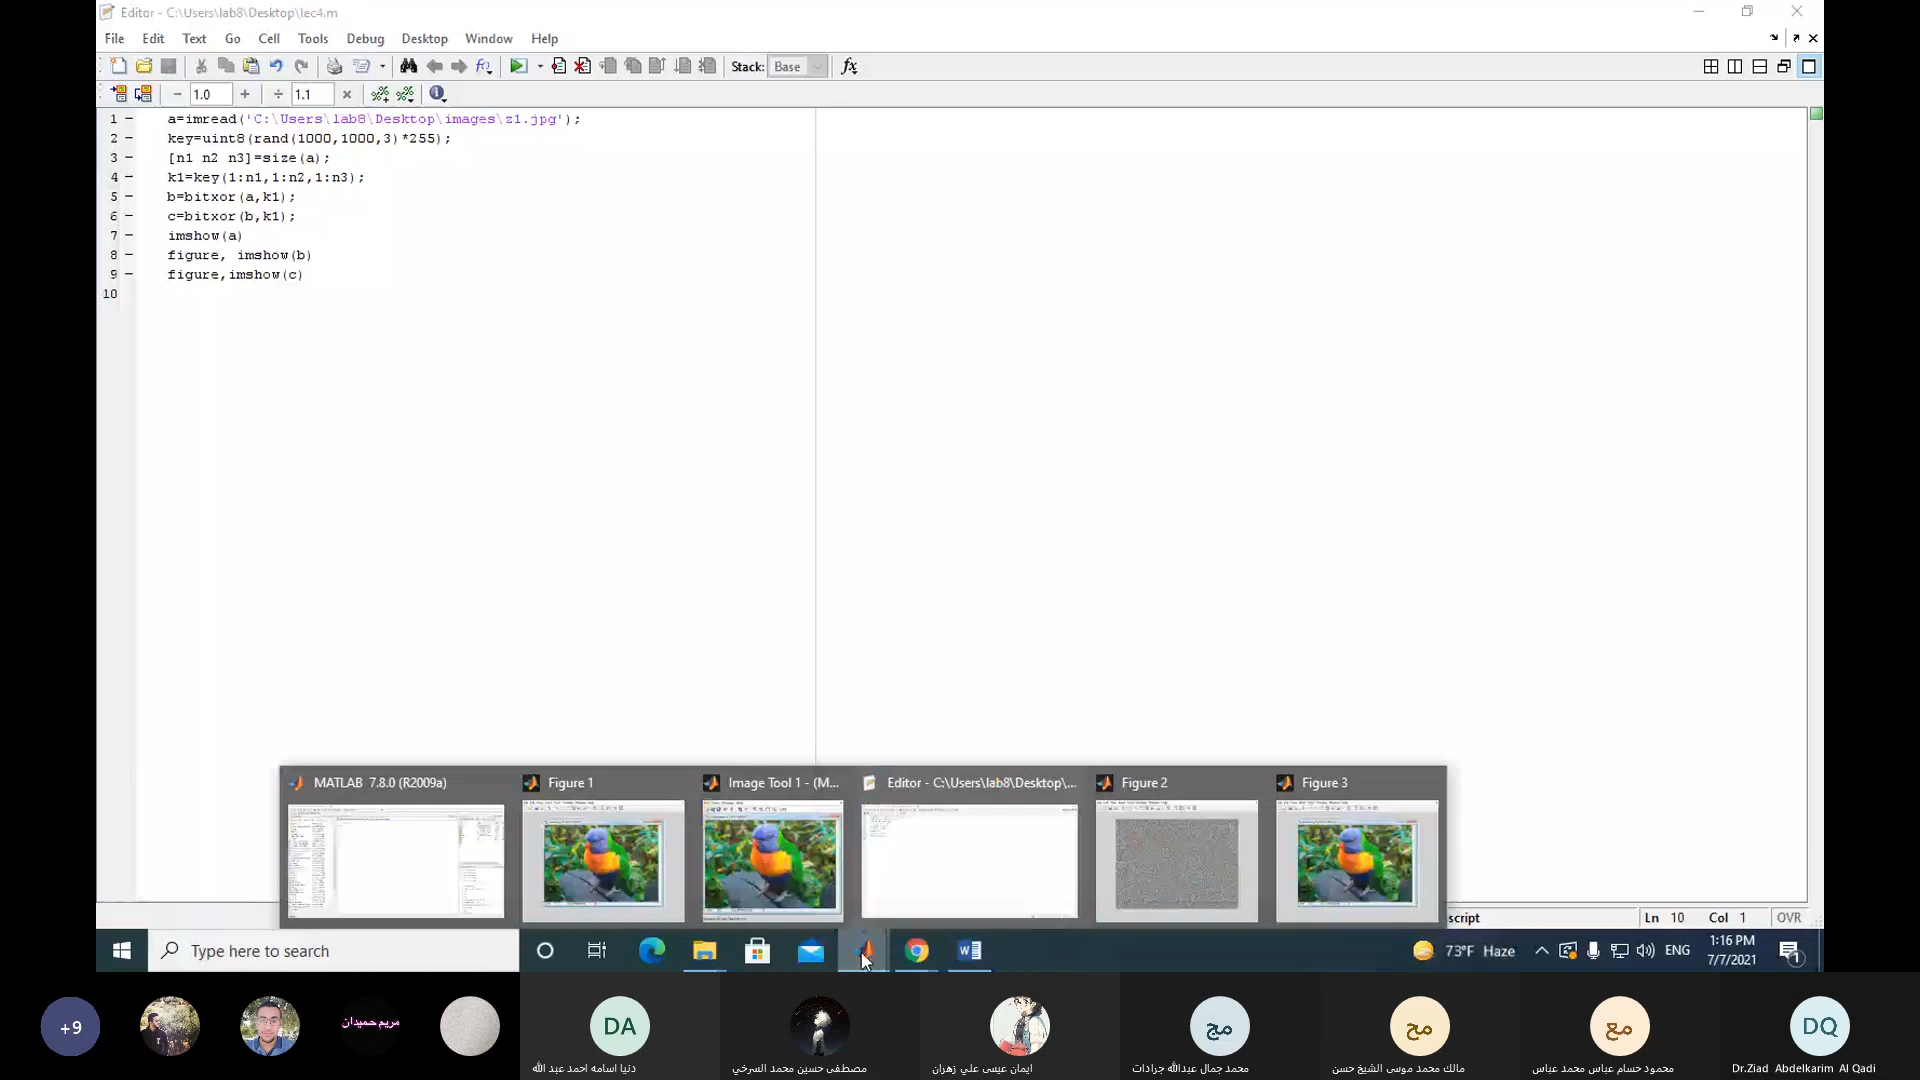 Editor - C:\Users\lab8\Desktop\lec4.m
File Edit Text Go Cell Tools Debug Desktop Window Help
Stack: Base fx
− 1.0 + ÷ 1.1 ×
1 − a=imread('C:\Users\lab8\Desktop\images\z1.jpg');
2 − key=uint8(rand(1000,1000,3)*255);
3 − [n1 n2 n3]=size(a);
4 − k1=key(1:n1,1:n2,1:n3);
5 − b=bitxor(a,k1);
6 − c=bitxor(b,k1);
7 − imshow(a)
8 − figure, imshow(b)
9 − figure,imshow(c)
10
MATLAB 7.8.0 (R2009a) Figure 1 Image Tool 1 - (M... Editor - C:\Users\lab8\Desktop\... Figure 2 Figure 3
script Ln 10 Col 1 OVR
Type here to search 73°F Haze ENG 1:16 PM 1
7/7/2021
+9 مريم حميدان DA مج مح مع DQ
دنيا اسامه احمد عبد الله مصطفى حسين محمد السرخي ايمان عيسى علي زهران محمد جمال عبدالله جرادات مالك محمد موسى الشيخ حسن محمود حسام عباس محمد عباس Dr.Ziad Abdelkarim Al Qadi